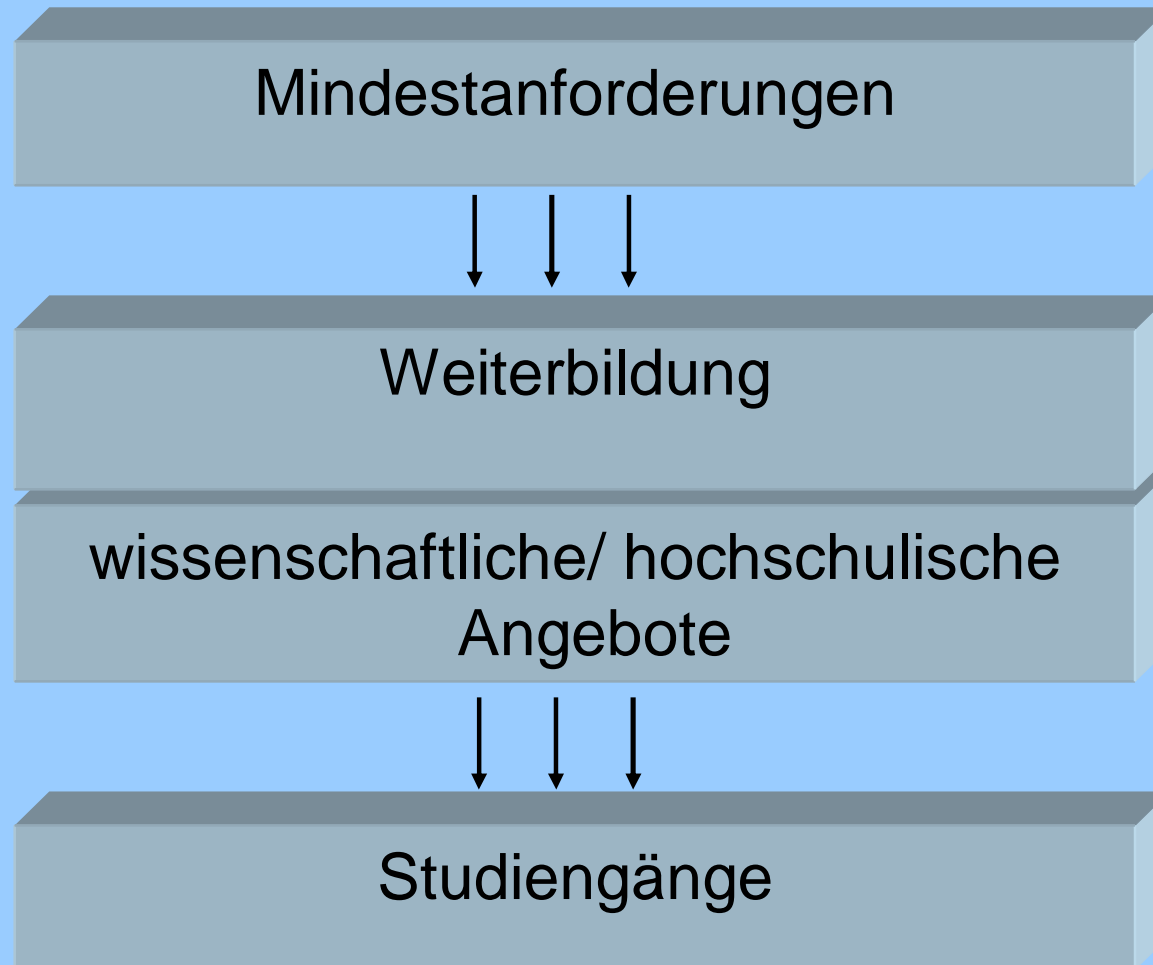 Mindestanforderungen
Weiterbildung
wissenschaftliche/ hochschulische
Angebote
Studiengänge